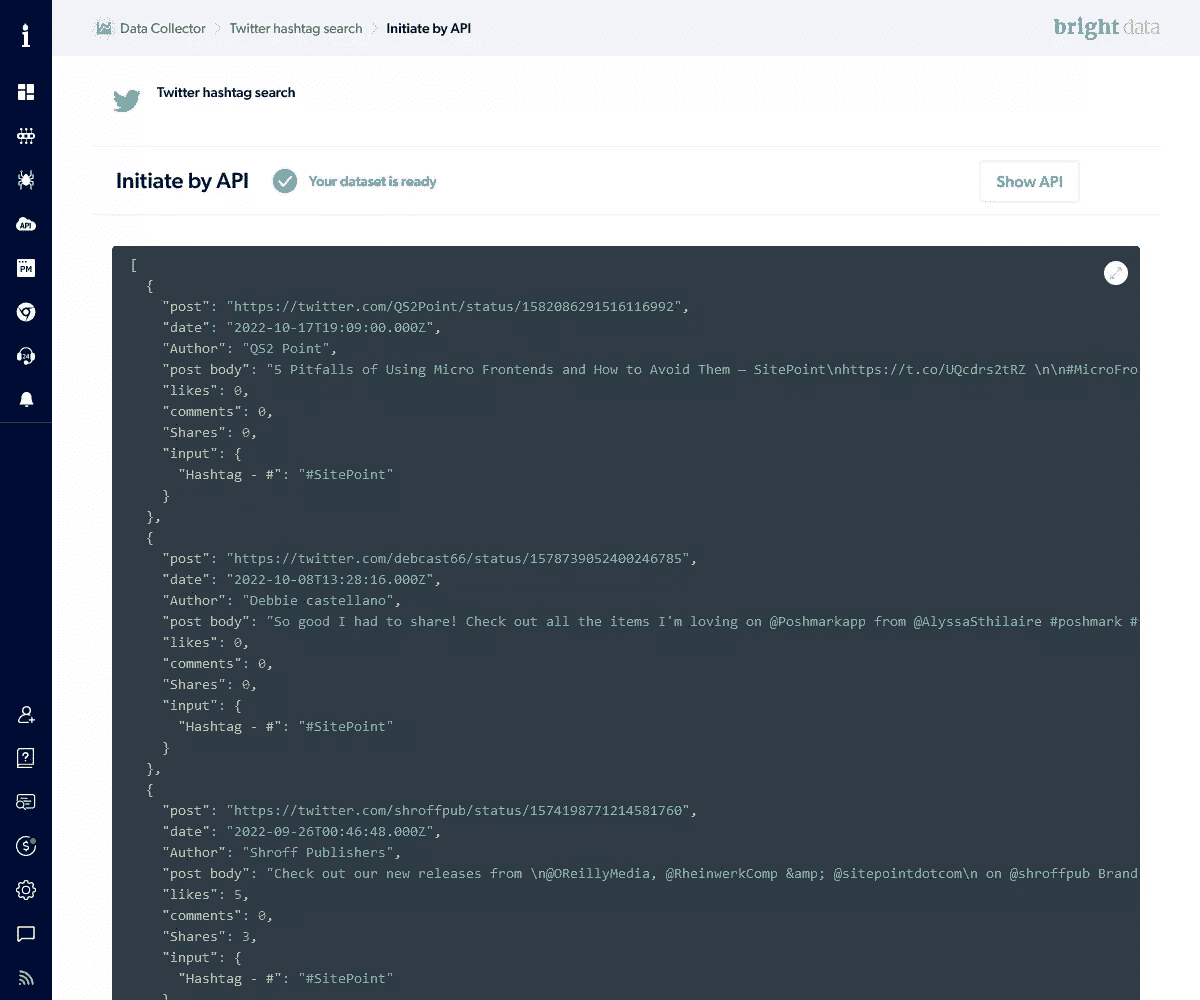 Data Collector > Twitter hashtag search > Initiate by API
bright data
Twitter hashtag search
Initiate by API
Your dataset is ready
Show API
API
PM
24
[
{
"post": "https://twitter.com/QS2Point/status/1582086291516116992",
"date": "2022-10-17T19:09:00.000Z",
"Author": "QS2 Point",
"post body": "5 Pitfalls of Using Micro Frontends and How to Avoid Them — SitePoint\nhttps://t.co/UQcdrs2tRZ \n\n#MicroFro
"likes": 0,
"comments": 0,
"Shares": 0,
"input": {
"Hashtag - #": "#SitePoint"
}
},
{
"post": "https://twitter.com/debcast66/status/1578739052400246785",
"date": "2022-10-08T13:28:16.000Z",
"Author": "Debbie castellano",
"post body": "So good I had to share! Check out all the items I'm loving on @Poshmarkapp from @AlyssaSthilaire #poshmark #
"likes": 0,
"comments": 0,
"Shares": 0,
"input": {
"Hashtag - #": "#SitePoint"
}
},
{
"post": "https://twitter.com/shroffpub/status/1574198771214581760",
"date": "2022-09-26T00:46:48.000Z",
"Author": "Shroff Publishers",
"post body": "Check out our new releases from \n@OReillyMedia, @RheinwerkComp &amp; @sitepointdotcom\n on @shroffpub Brand
"likes": 5,
"comments": 0,
"Shares": 3,
"input": {
"Hashtag - #": "#SitePoint"
}